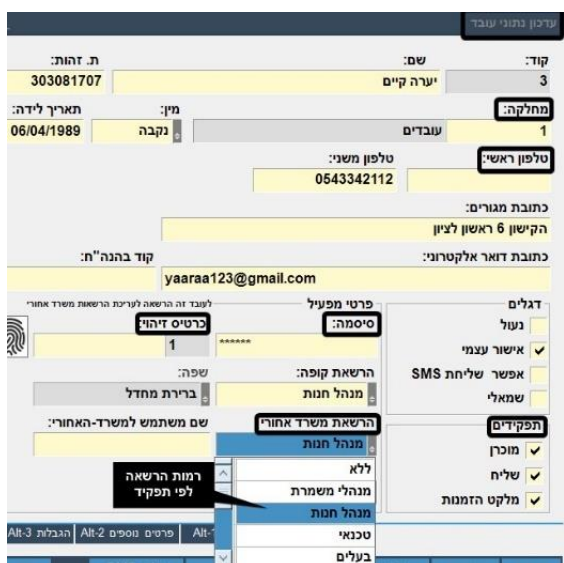 עדכון נתוני עובד
קוד: שם: ת. זהות:
3 יערה קיים 303081707
מחלקה: מין: תאריך לידה:
1 עובדים נקבה 06/04/1989
טלפון ראשי: טלפון משני:
0543342112
כתובת מגורים:
הקישון 6 ראשון לציון
כתובת דואר אלקטרוני: קוד בהנה"ח:
yaaraa123@gmail.com
דגלים פרטי מפעיל לעובד זה הרשאה לעריכת הרשאות משרד אחורי
נעול סיסמה: כרטיס זיהוי:
****** 1
אישור עצמי
אפשר שליחת SMS הרשאת קופה: שפה:
שמאלי מנהל חנות ברירת מחדל
תפקידים הרשאת משרד אחורי שם משתמש למשרד-האחורי:
מוכרן מנהל חנות
שליח ללא
מלקט הזמנות מנהלי משמרת
מנהל חנות
טכנאי
בעלים
רמות הרשאה
לפי תפקיד
Alt-1 פרטים נוספים Alt-2 הגבלות Alt-3